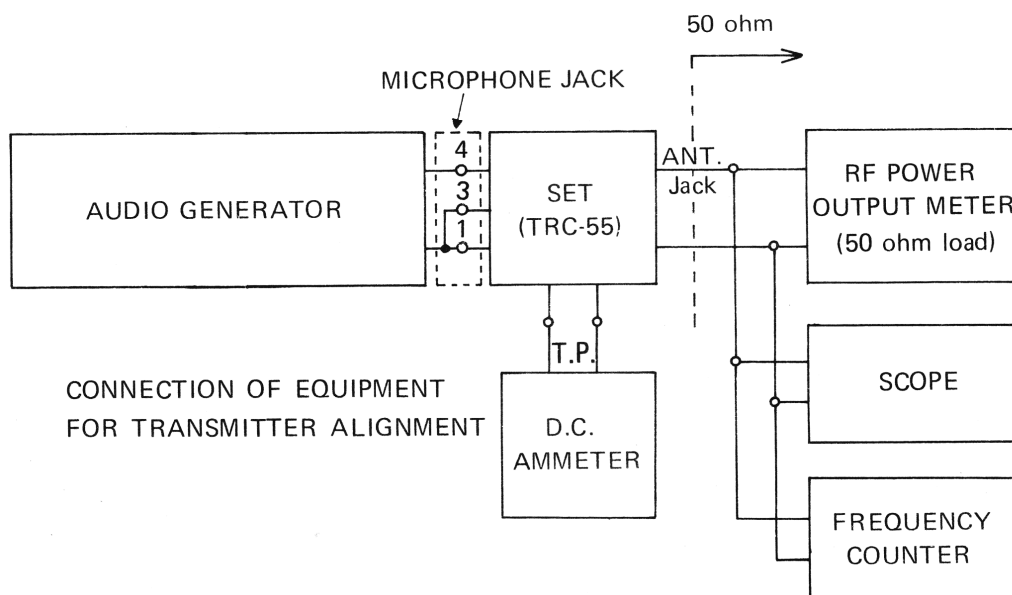 50 ohm
MICROPHONE JACK
4
3
1
AUDIO GENERATOR
SET
(TRC-55)
ANT.
Jack
RF POWER
OUTPUT METER
(50 ohm load)
T.P.
CONNECTION OF EQUIPMENT
FOR TRANSMITTER ALIGNMENT
D.C.
AMMETER
SCOPE
FREQUENCY
COUNTER